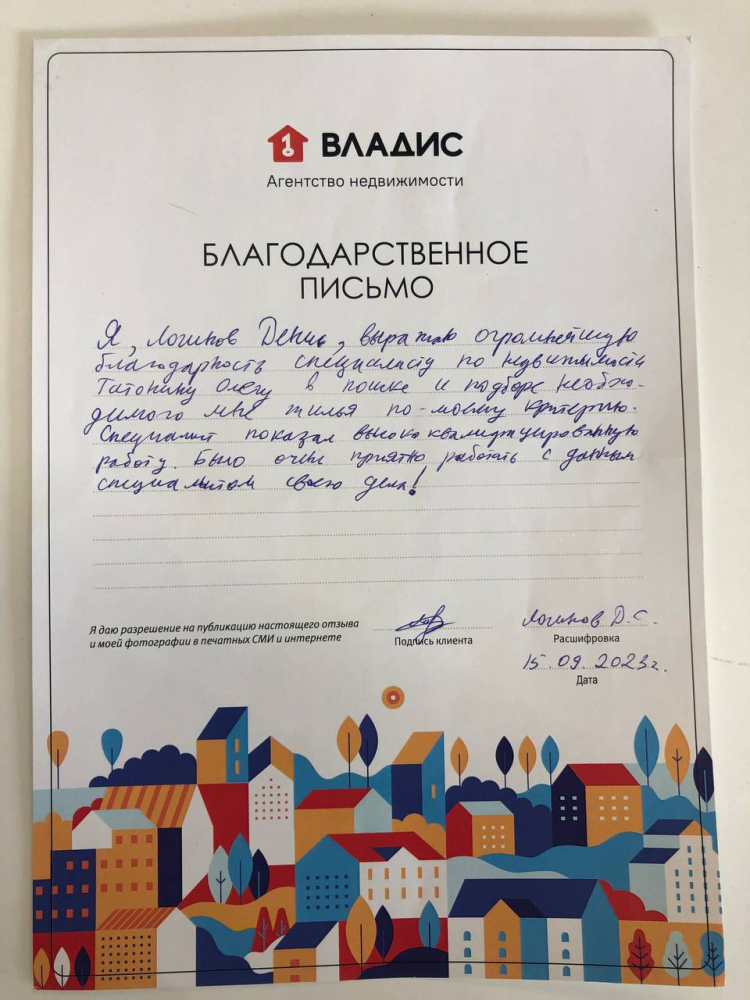 1
ВЛАДИС
Агентство недвижимости
БЛАГОДАРСТВЕННОЕ
ПИСЬМО
Я, Логинов Денис, выражаю огромнейшую
благодарность специалисту по недвижимости
Татонину Олегу в поиске и подборе необхо-
димого мне жилья по-моему критерию.
Специалист показал высококвалифицированную
работу. Было очень приятно работать с данным
специалистом своего дела!
Я даю разрешение на публикацию настоящего отзыва
и моей фотографии в печатных СМИ и интернете
Подпись клиента
Логинов Д.С.
Расшифровка
15.09.2023г.
Дата